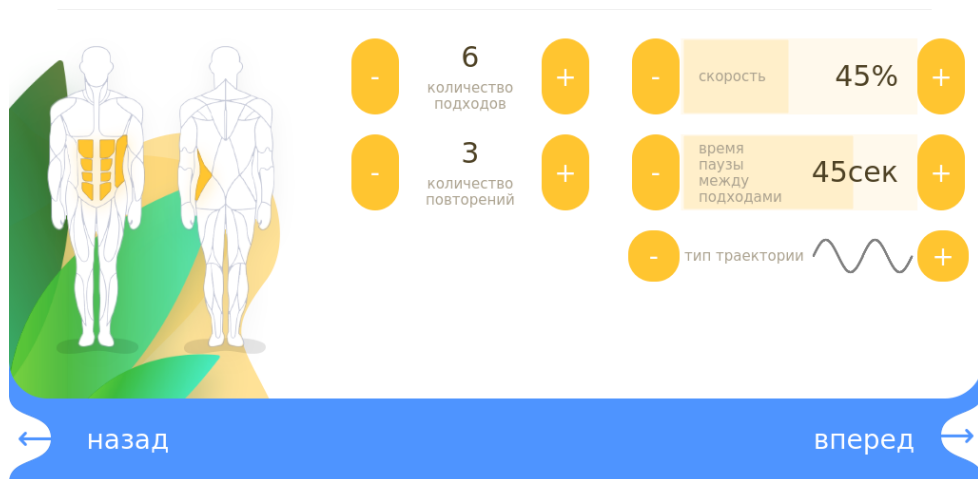 - 6 +
количество
подходов
- 3 +
количество
повторений
- скорость 45% +
- время
паузы
между
подходами
45сек +
- тип траектории +
назад
вперед